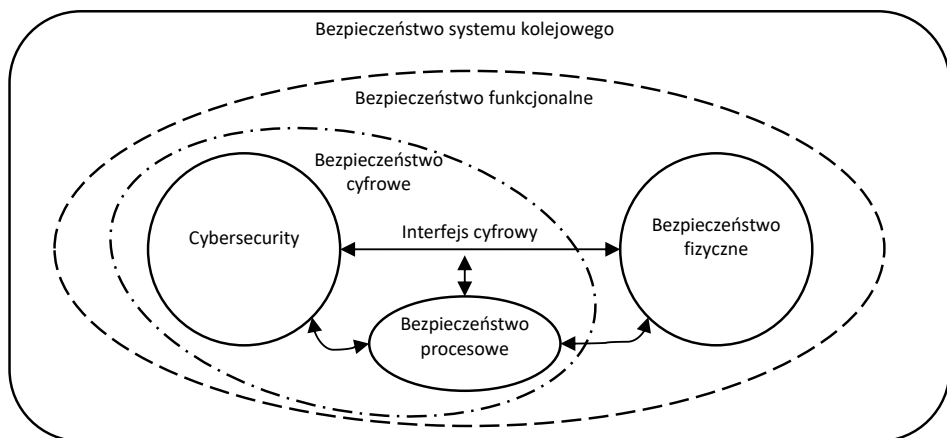 Bezpieczeństwo systemu kolejowego
Bezpieczeństwo funkcjonalne
Bezpieczeństwo
cyfrowe
Cybersecurity
Interfejs cyfrowy
Bezpieczeństwo
fizyczne
Bezpieczeństwo
procesowe